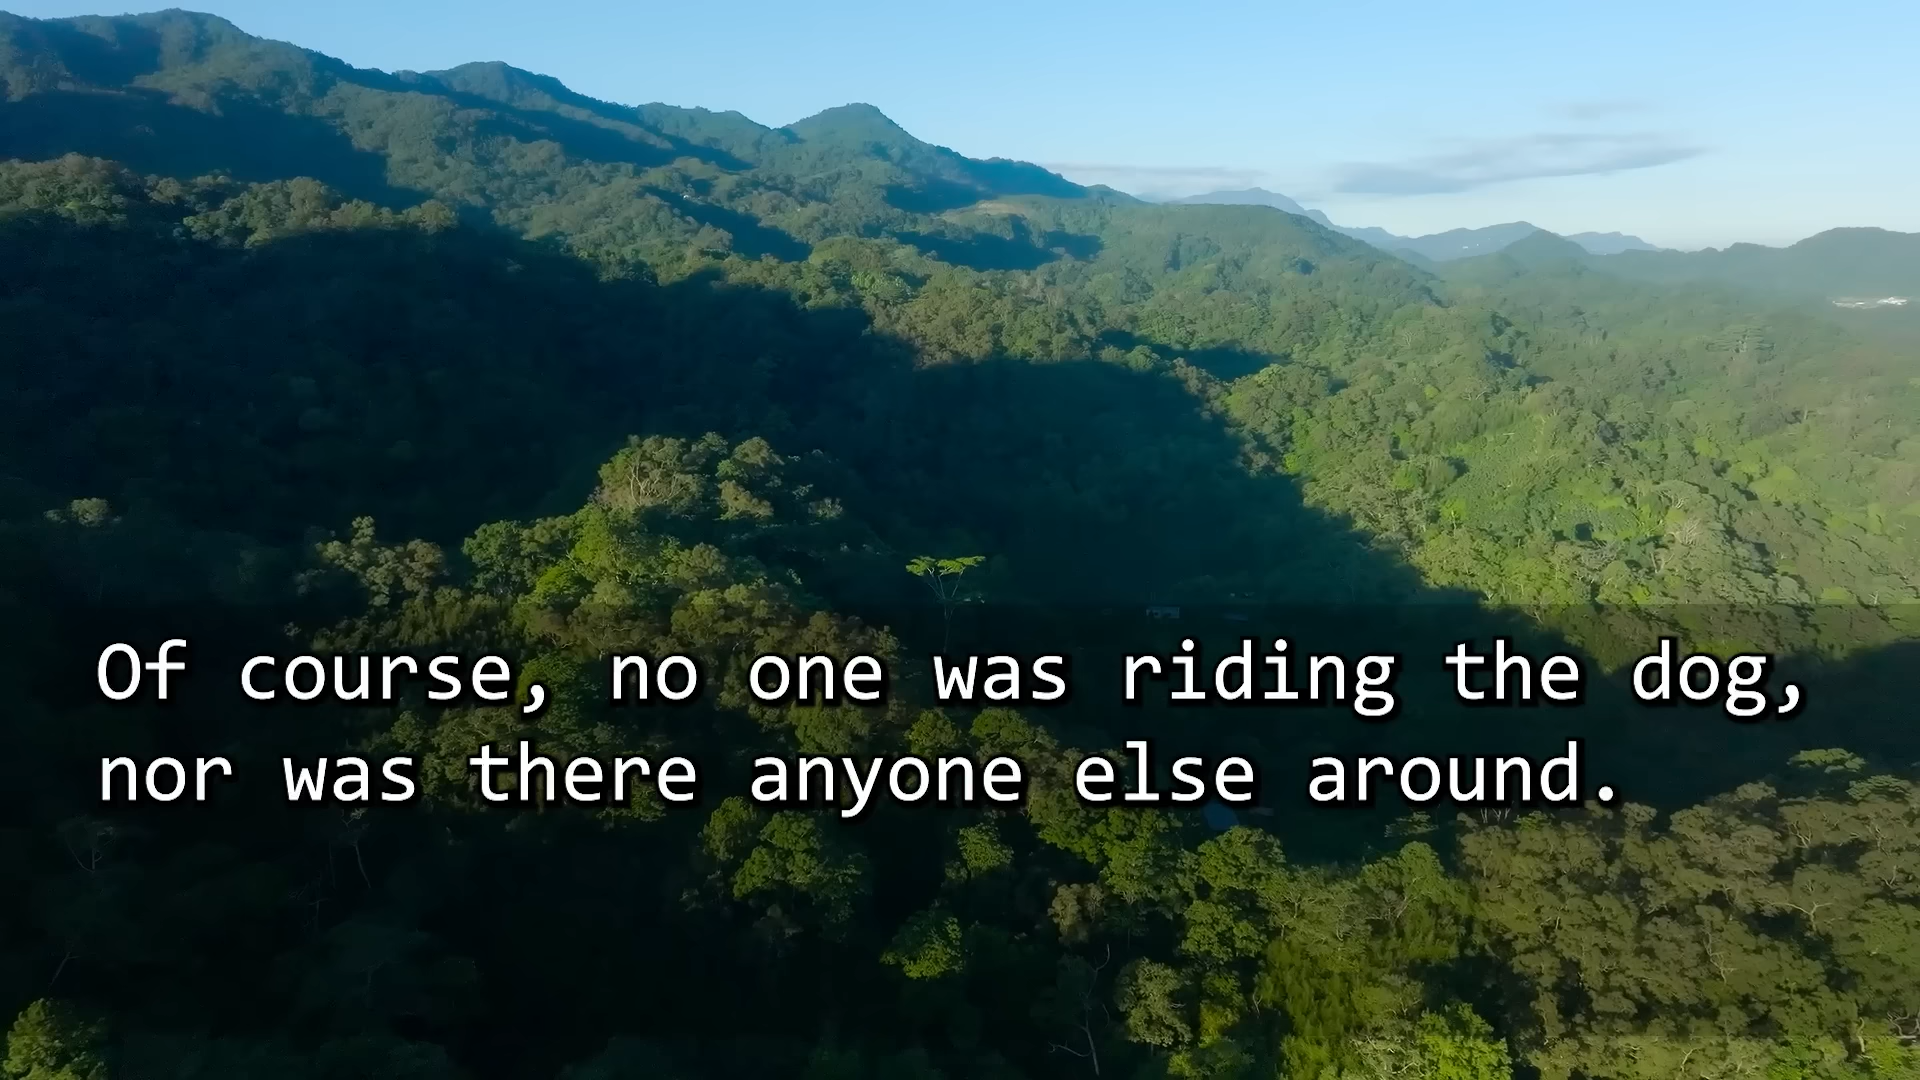 Of course, no one was riding the dog,
nor was there anyone else around.